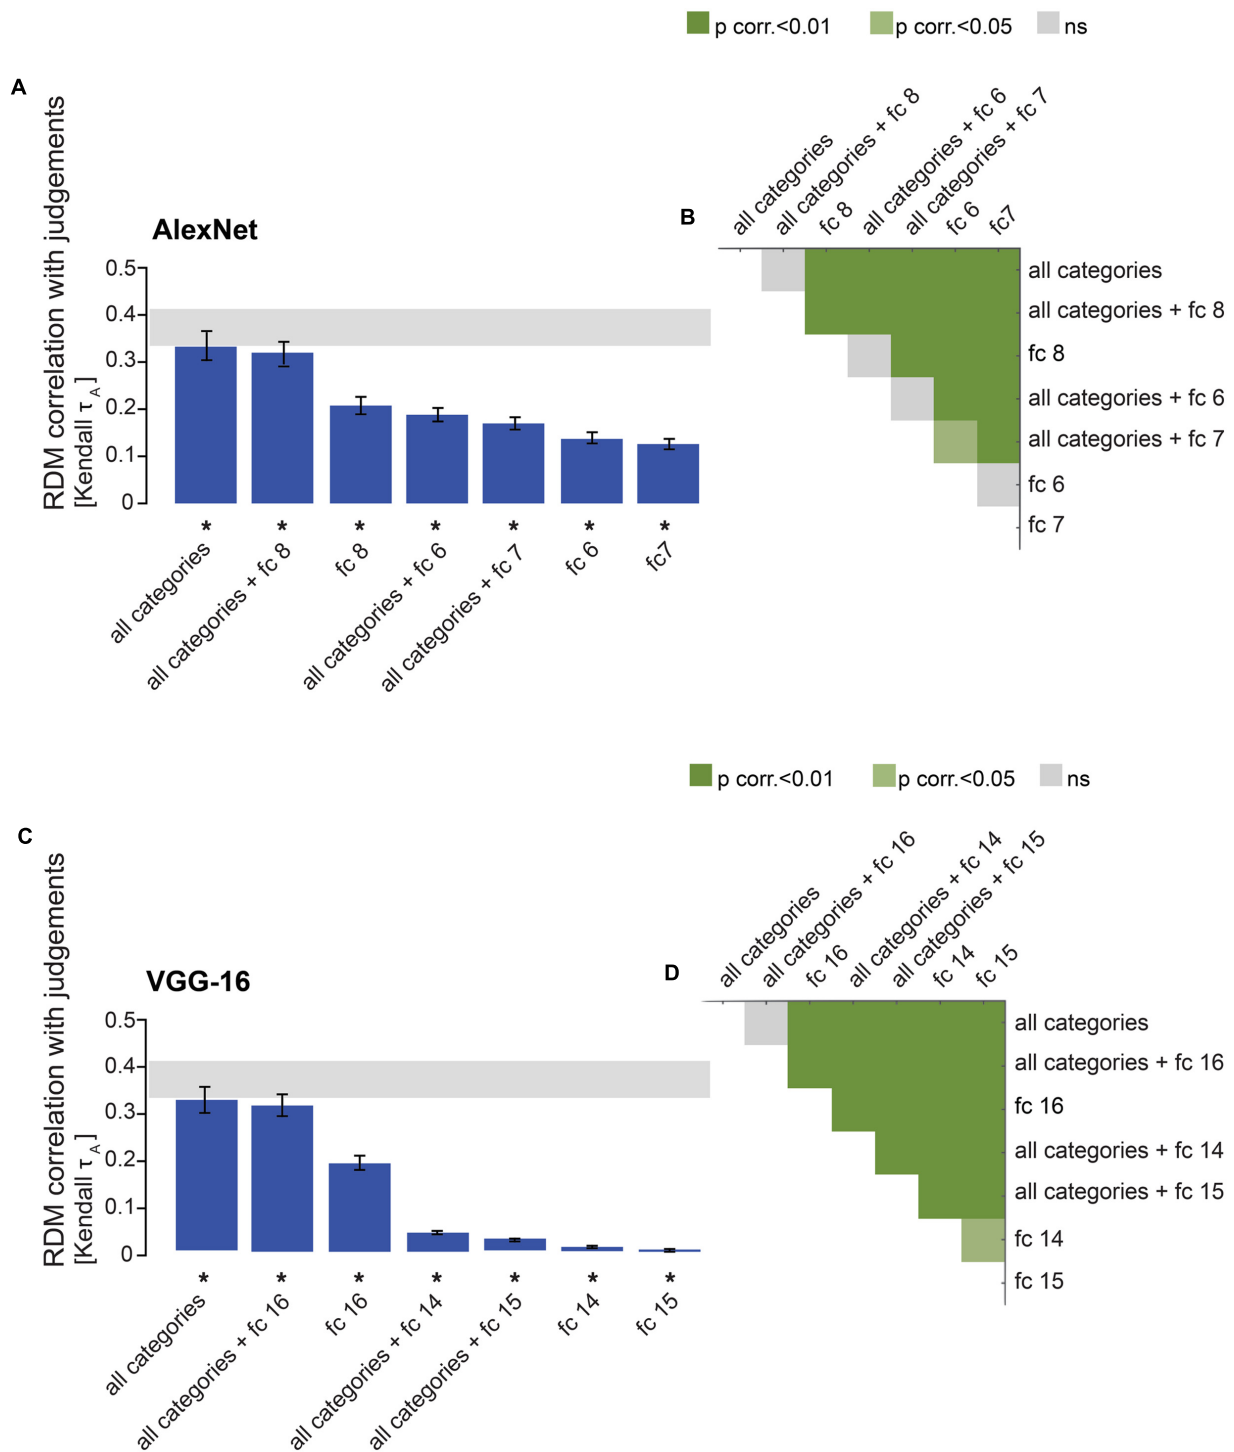 p corr.<0.01 p corr.<0.05 ns
A
RDM correlation with judgements
[Kendall τA]
AlexNet
0.5
0.4
0.3
0.2
0.1
0
* * * * * * *
all categories
all categories + fc 8
fc 8
all categories + fc 6
all categories + fc 7
fc 6
fc7
B
all categories
all categories + fc 8
fc 8
all categories + fc 6
all categories + fc 7
fc 6
fc7
all categories
all categories + fc 8
fc 8
all categories + fc 6
all categories + fc 7
fc 6
fc 7
p corr.<0.01 p corr.<0.05 ns
C
RDM correlation with judgements
[Kendall τA]
VGG-16
0.5
0.4
0.3
0.2
0.1
0
* * * * * * *
all categories
all categories + fc 16
fc 16
all categories + fc 14
all categories + fc 15
fc 14
fc 15
D
all categories
all categories + fc 16
fc 16
all categories + fc 14
all categories + fc 15
fc 14
fc 15
all categories
all categories + fc 16
fc 16
all categories + fc 14
all categories + fc 15
fc 14
fc 15